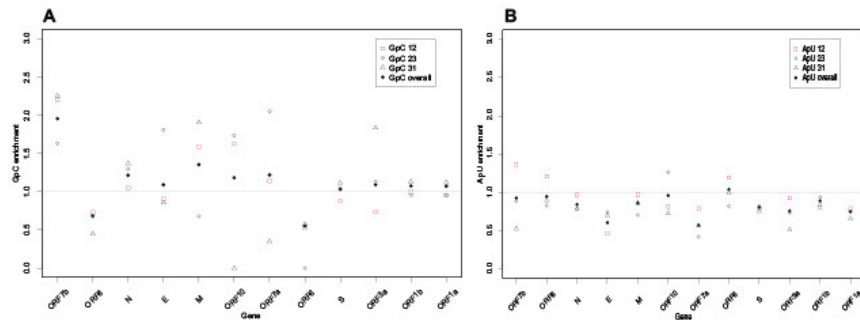 A
GpC enrichment
3.0
2.5
2.0
1.5
1.0
0.5
0.0
GpC 12
GpC 23
GpC 31
GpC overall
ORF7b
ORF8
N
E
M
ORF10
ORF7a
ORF6
S
ORF3a
ORF1b
ORF1a
Gene
B
ApU enrichment
3.0
2.5
2.0
1.5
1.0
0.5
0.0
ApU 12
ApU 23
ApU 31
ApU overall
ORF7b
ORF8
N
E
M
ORF10
ORF7a
ORF6
S
ORF3a
ORF1b
ORF1a
Gene